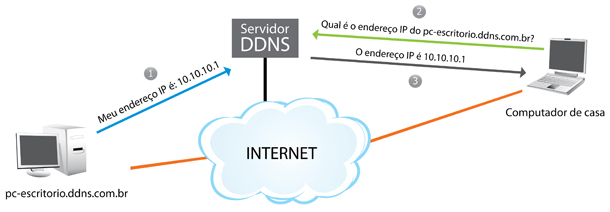 2
Servidor
DDNS
Qual é o endereço IP do pc-escritorio.ddns.com.br?
O endereço IP é 10.10.10.1
1
3
Meu endereço IP é: 10.10.10.1
Computador de casa
INTERNET
pc-escritorio.ddns.com.br